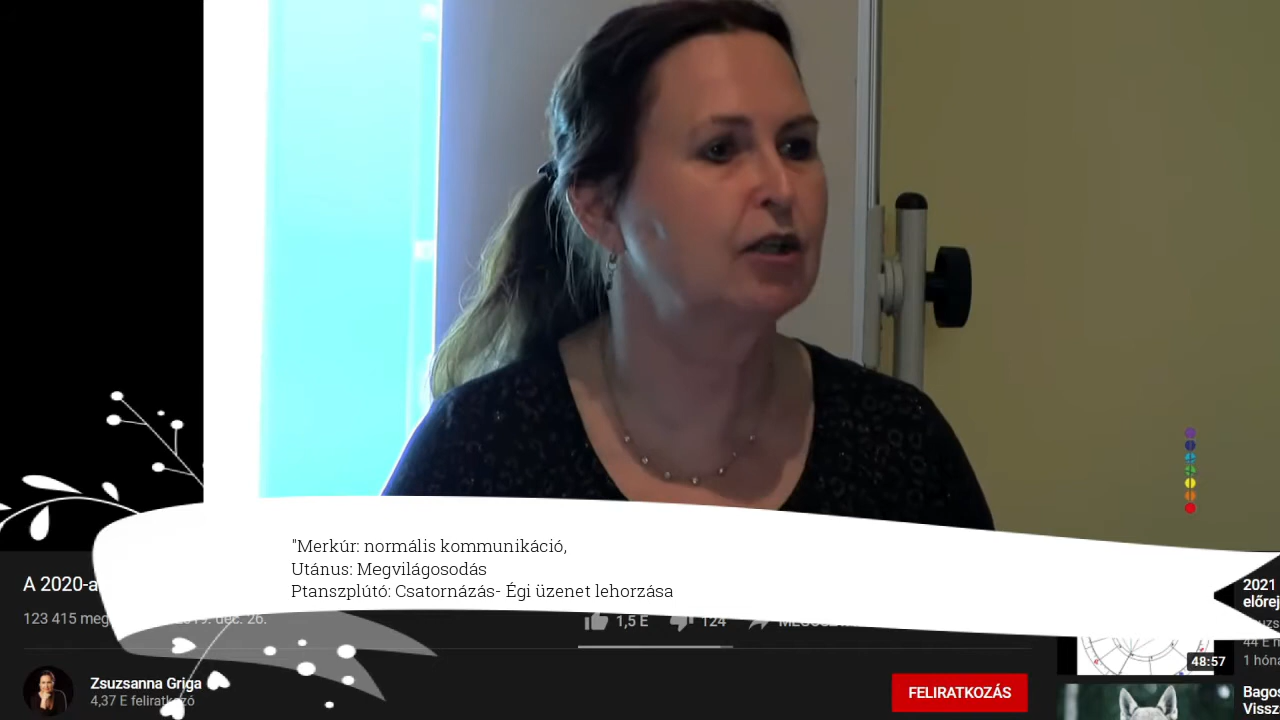 "Merkúr: normális kommunikáció,
Utánus: Megvilágosodás
Ptanszplútó: Csatornázás- Égi üzenet lehorzása
A 2020-a
123 415 meg
2019. dec. 26.
1,5 E
124
Zsuzsanna Griga
4,37 E feliratkozó
FELIRATKOZÁS
2021
előrej
44 E
1 hóna
48:57
Bagos
Vissz